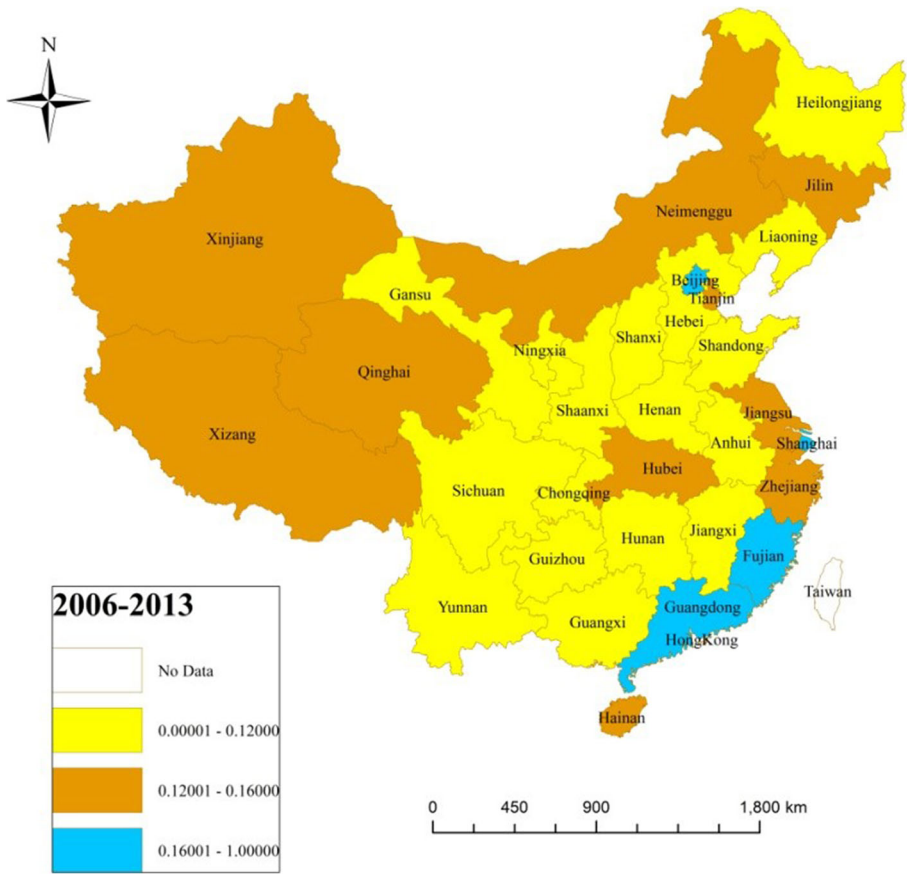 N
Heilongjiang
Jilin
Neimenggu
Liaoning
Xinjiang
Beijing
Gansu
Tianjin
Hebei
Shanxi
Shandong
Ningxia
Qinghai
Shaanxi
Henan
Jiangsu
Xizang
Anhui
Shanghai
Hubei
Zhejiang
Sichuan
Chongqing
Jiangxi
Hunan
Fujian
Guizhou
Taiwan
Yunnan
Guangdong
Guangxi
HongKong
Hainan
2006-2013
No Data
0.00001 - 0.12000
0.12001 - 0.16000
0.16001 - 1.00000
0 450 900 1,800 km